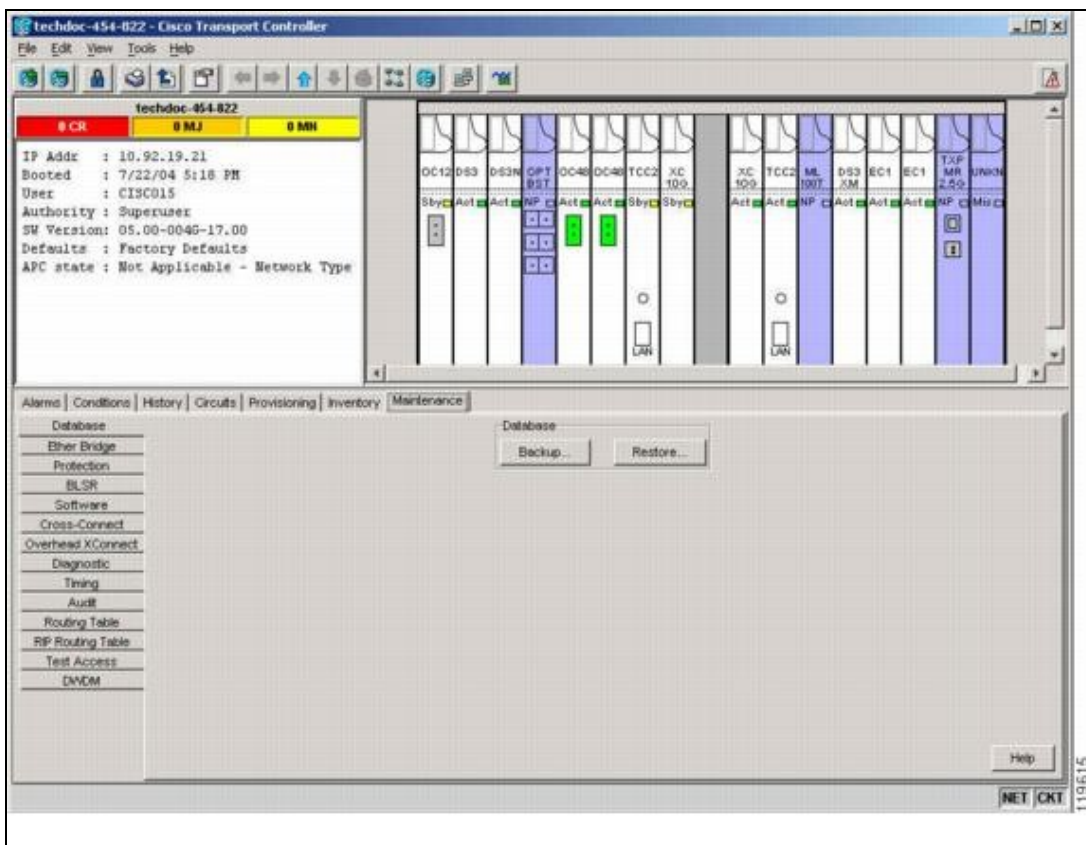 techdoc-454-822 - Cisco Transport Controller
File Edit View Tools Help
techdoc-454-822
0 CR 0 MJ 0 MN
IP Addr : 10.92.19.21
Booted : 7/22/04 5:18 PM
User : CISCO15
Authority : Superuser
SW Version: 05.00-004G-17.00
Defaults : Factory Defaults
APC state : Not Applicable - Network Type
OC12 DS3 DS3N OPT BST OC48 OC48 TCC2 XC 10G XC 10G TCC2 ML 100T DS3 XM EC1 EC1 TXP MR 2.5G UNKN
Sby Act Act NP Act Act Sby Sby Act Act NP Act Act Act NP Mis
LAN LAN
Alarms Conditions History Circuits Provisioning Inventory Maintenance
Database
Ether Bridge
Protection
BLSR
Software
Cross-Connect
Overhead XConnect
Diagnostic
Timing
Audit
Routing Table
RIP Routing Table
Test Access
DWDM
Database
Backup... Restore...
Help
NET CKT
119615